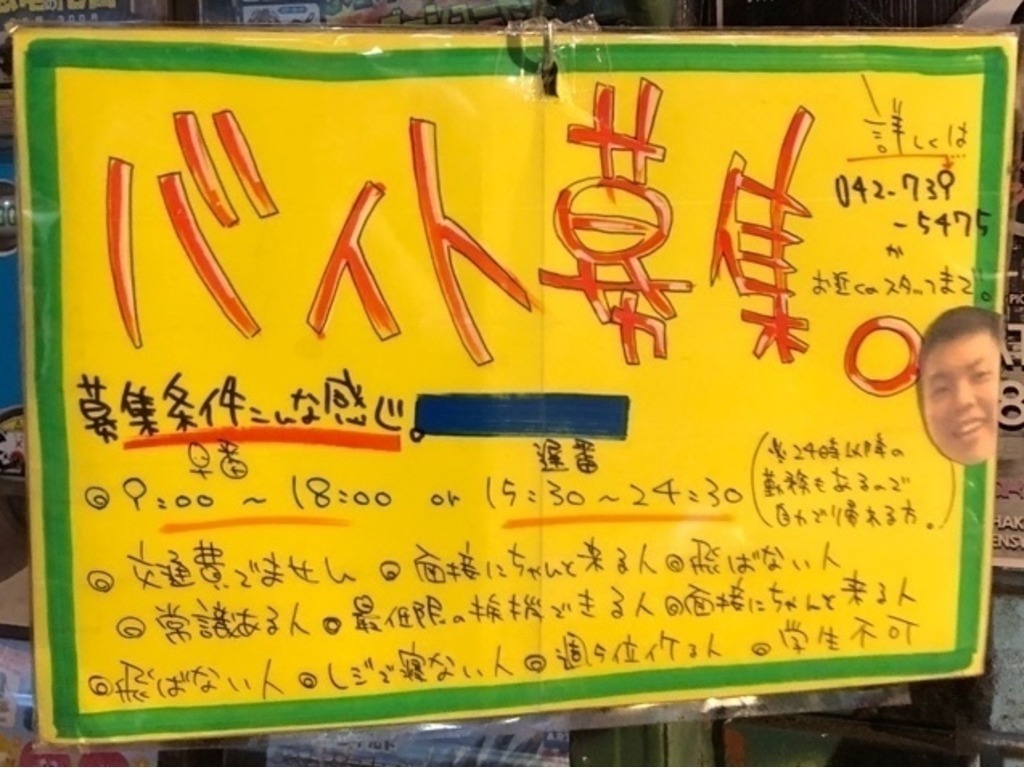 バイト募集。
詳しくは
042-739
-5475
か
お近くのスタッフまで。
募集条件こんな感じ。
早番
遅番
◎ 9:00 ~ 18:00 or 15:30 ~ 24:30
(※24時以降の
勤務もあるので
自力で帰れる方。)
◎ 交通費でません ◎ 面接にちゃんと来る人 ◎ 飛ばない人
◎ 常識ある人 ◎ 最低限の挨拶できる人 ◎ 面接にちゃんと来る人
◎ 飛ばない人 ◎ レジで寝ない人 ◎ 週5位イケる人 ◎ 学生不可